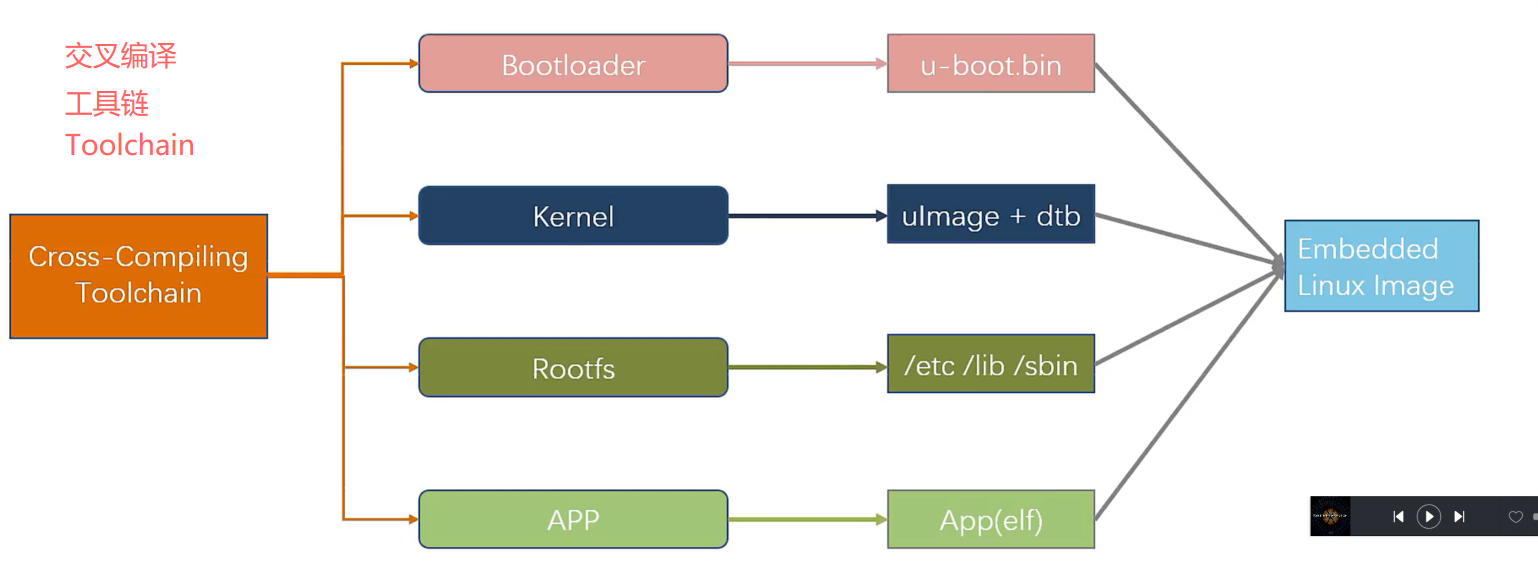 交叉编译
工具链
Toolchain
Cross-Compiling
Toolchain
Bootloader
u-boot.bin
Kernel
uImage + dtb
Rootfs
/etc /lib /sbin
APP
App(elf)
Embedded
Linux Image